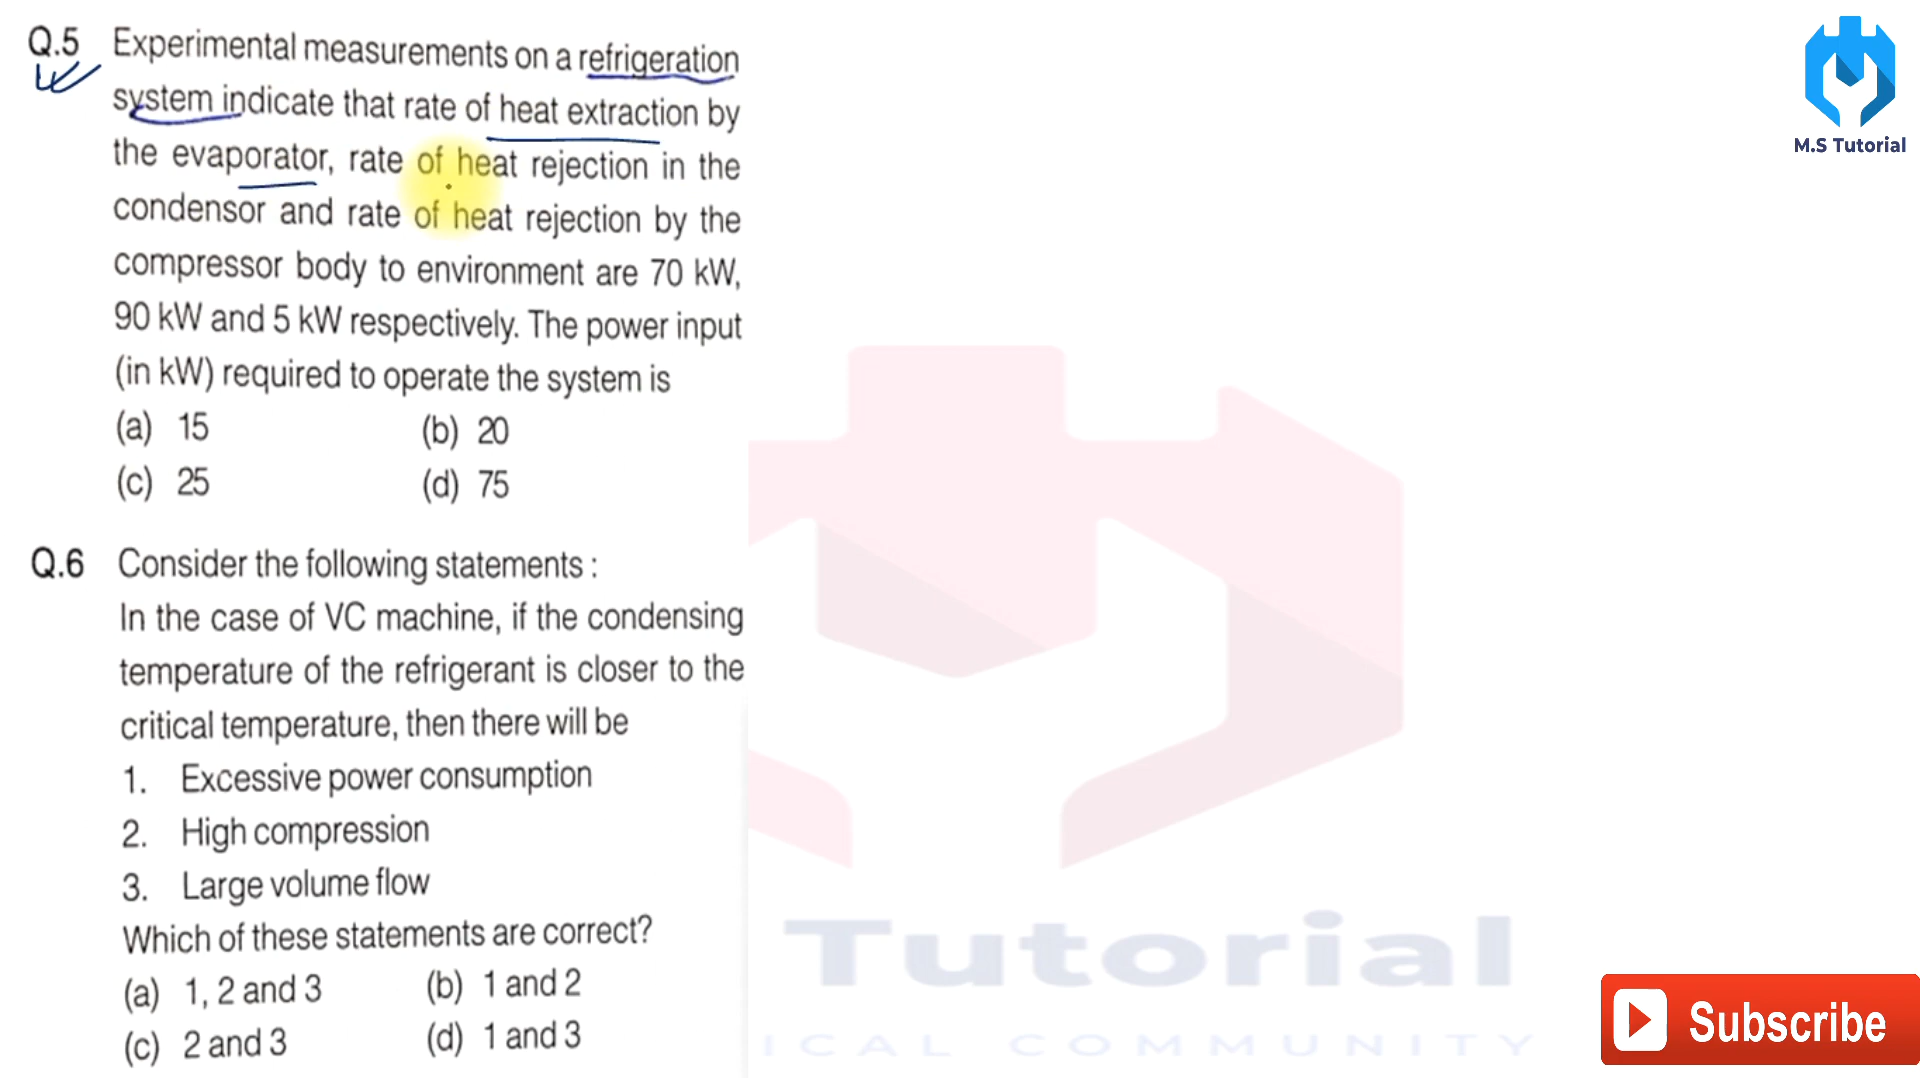 Q.5 Experimental measurements on a refrigeration
system indicate that rate of heat extraction by
the evaporator, rate of heat rejection in the
condensor and rate of heat rejection by the
compressor body to environment are 70 kW,
90 kW and 5 kW respectively. The power input
(in kW) required to operate the system is
(a) 15 (b) 20
(c) 25 (d) 75
Q.6 Consider the following statements :
In the case of VC machine, if the condensing
temperature of the refrigerant is closer to the
critical temperature, then there will be
1. Excessive power consumption
2. High compression
3. Large volume flow
Which of these statements are correct?
(a) 1, 2 and 3 (b) 1 and 2
(c) 2 and 3 (d) 1 and 3
M.S Tutorial
Tutorial
ICAL COMMUNITY
Subscribe